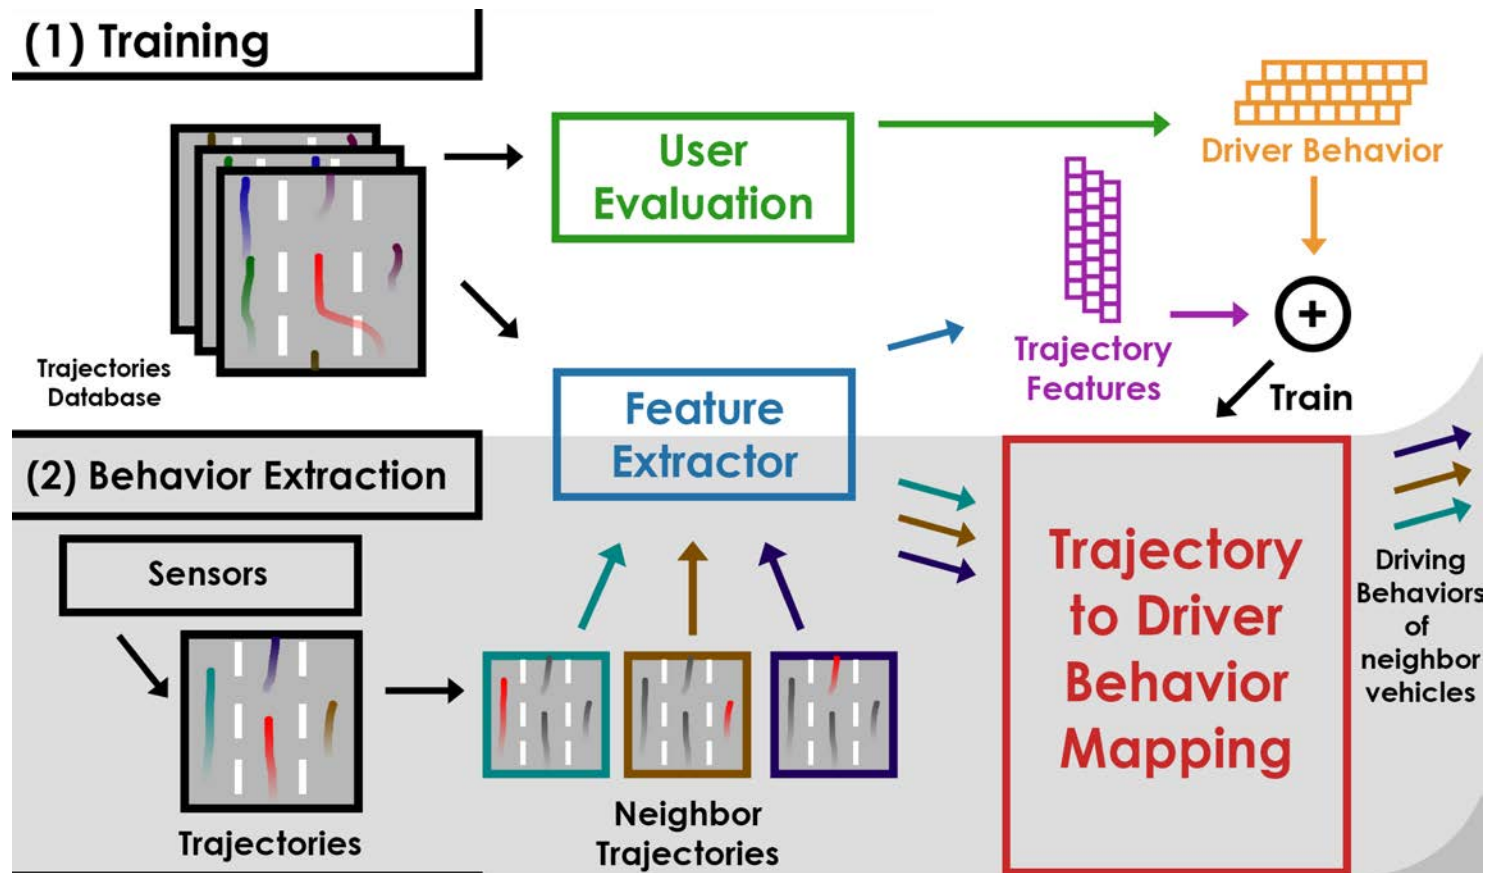 (1) Training
User
Evaluation
Driver Behavior
Trajectory
Features
+
Train
Trajectories
Database
Feature
Extractor
(2) Behavior Extraction
Sensors
Trajectories
Neighbor
Trajectories
Trajectory
to Driver
Behavior
Mapping
Driving
Behaviors
of
neighbor
vehicles